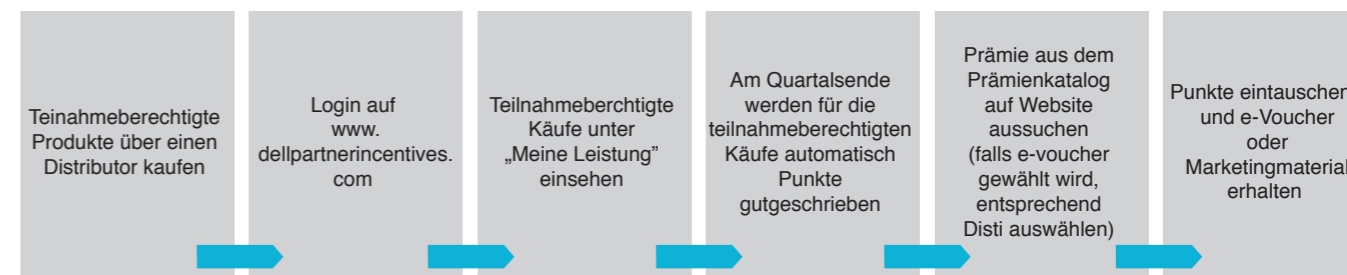 Teinahmeberechtigte
Produkte über einen
Distributor kaufen
Login auf
www.
dellpartnerincentives.
com
Teilnahmeberchtigte
Käufe unter
„Meine Leistung”
einsehen
Am Quartalsende
werden für die
teilnahmeberechtigten
Käufe automatisch
Punkte
gutgeschrieben
Prämie aus dem
Prämienkatalog
auf Website
aussuchen
(falls e-voucher
gewählt wird,
entsprechend
Disti auswählen)
Punkte eintauschen
und e-Voucher
oder
Marketingmaterial
erhalten